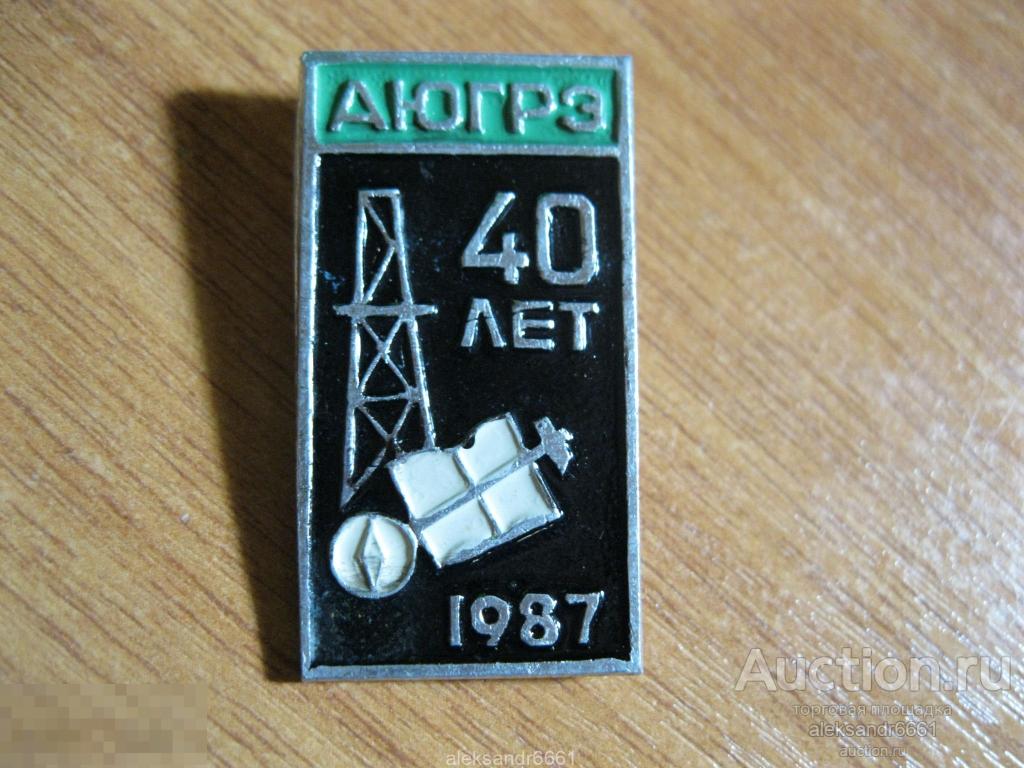 АЮГРЭ
40
ЛЕТ
1987
Auction.ru
торговая площадка
aleksandr6661
auction.ru
aleksandr6661